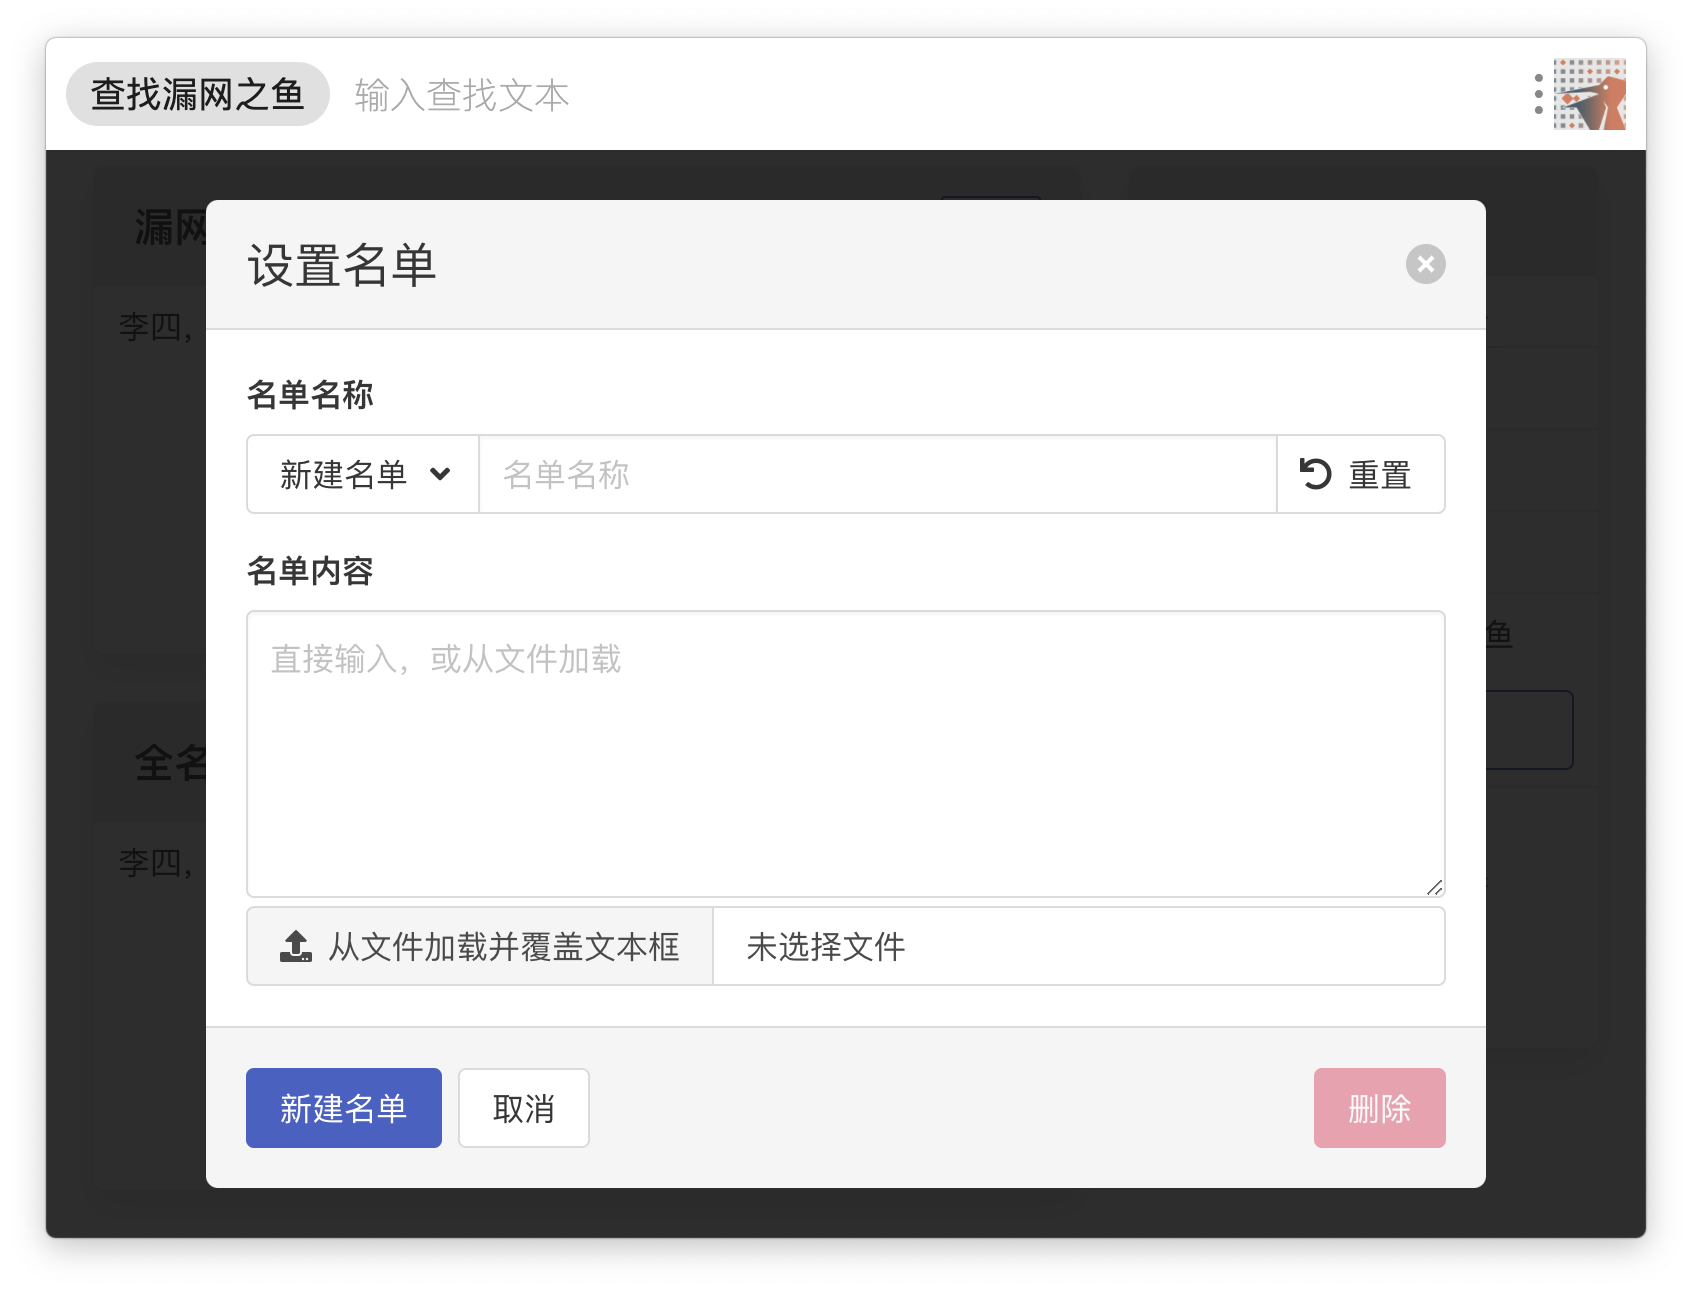 查找漏网之鱼 输入查找文本
漏网
李四，
设置名单
名单名称
新建名单 名单名称 重置
名单内容
直接输入，或从文件加载
鱼
全名
李四，
从文件加载并覆盖文本框 未选择文件
新建名单 取消 删除